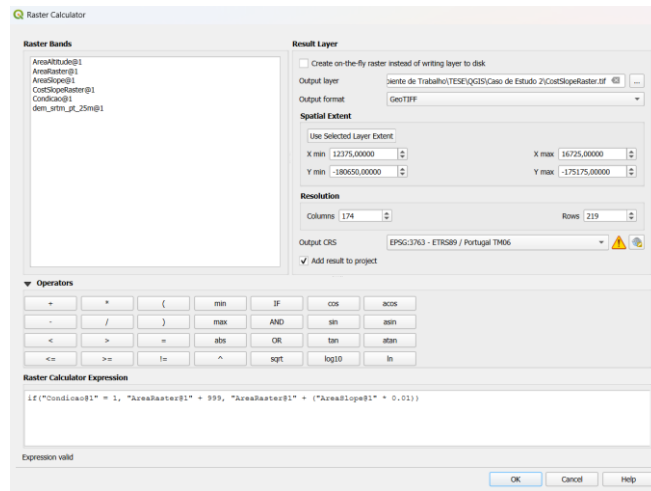 Raster Calculator
Raster Bands
AreaAltitude@1
AreaRaster@1
AreaSlope@1
CostSlopeRaster@1
Condicao@1
dem_srtm_pt_25m@1
Result Layer
Create on-the-fly raster instead of writing layer to disk
Output layer
iente de Trabalho\TESE\QGIS\Caso de Estudo 2\CostSlopeRaster.tif
...
Output format
GeoTIFF
Spatial Extent
Use Selected Layer Extent
X min 12375,00000 X max 16725,00000
Y min -180650,00000 Y max -175175,00000
Resolution
Columns 174 Rows 219
Output CRS
EPSG:3763 - ETRS89 / Portugal TM06
Add result to project
Operators
+ * ( min IF cos acos
- / ) max AND sin asin
< > = abs OR tan atan
<= >= != ^ sqrt log10 ln
Raster Calculator Expression
if("Condicao@1" = 1, "AreaRaster@1" + 999, "AreaRaster@1" + ("AreaSlope@1" * 0.01))
Expression valid
OK Cancel Help